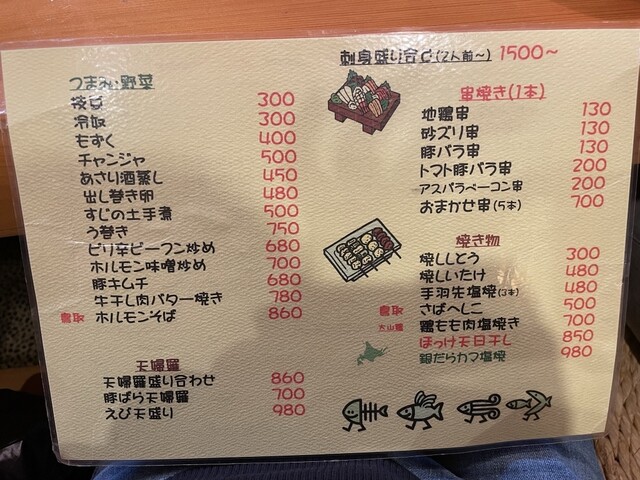 刺身盛り合せ(2人前～) 1500～
つまみ・野菜
枝豆 300
冷奴 300
もずく 400
チャンジャ 500
あさり酒蒸し 450
出し巻き卵 480
すじの土手煮 500
う巻き 750
ピリ辛ビーフン炒め 680
ホルモン味噌炒め 700
豚キムチ 680
牛干し肉バター焼き 780
鳥取 ホルモンそば 860
天婦羅
天婦羅盛り合わせ 860
豚ばら天婦羅 700
えび天盛り 980
串焼き(1本)
地鶏串 130
砂ズリ串 130
豚バラ串 130
トマト豚バラ串 200
アスパラベーコン串 200
おまかせ串(5本) 700
焼き物
焼ししとう 300
焼しいたけ 480
手羽先塩焼(3本) 480
鳥取 さばへしこ 500
大山鶏 鶏もも肉塩焼き 700
ほっけ天日干し 850
銀だらカマ塩焼 980